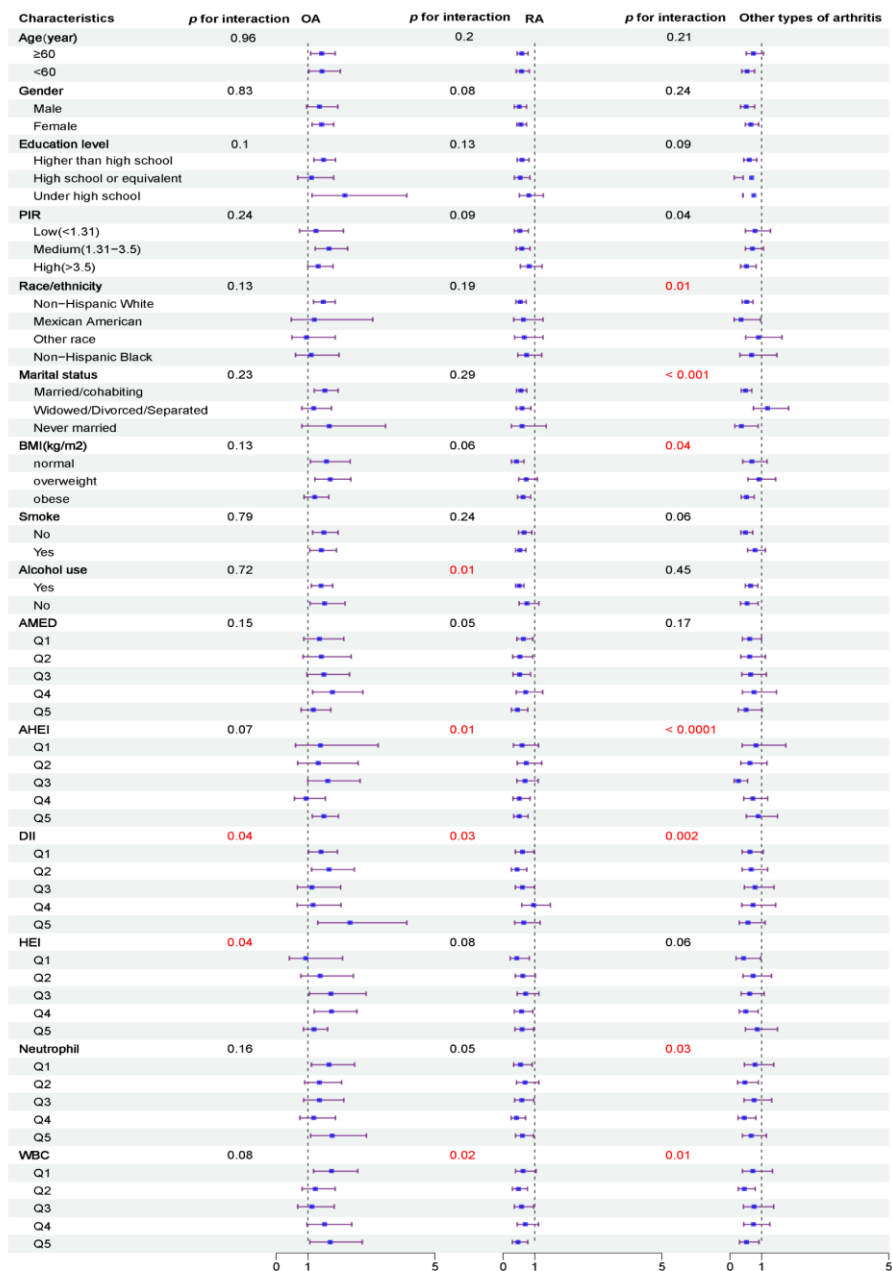 Characteristics p for interaction OA p for interaction RA p for interaction Other types of arthritis
Age(year) 0.96 0.2 0.21
≥60
<60
Gender 0.83 0.08 0.24
Male
Female
Education level 0.1 0.13 0.09
Higher than high school
High school or equivalent
Under high school
PIR 0.24 0.09 0.04
Low(<1.31)
Medium(1.31−3.5)
High(>3.5)
Race/ethnicity 0.13 0.19 0.01
Non−Hispanic White
Mexican American
Other race
Non−Hispanic Black
Marital status 0.23 0.29 < 0.001
Married/cohabiting
Widowed/Divorced/Separated
Never married
BMI(kg/m2) 0.13 0.06 0.04
normal
overweight
obese
Smoke 0.79 0.24 0.06
No
Yes
Alcohol use 0.72 0.01 0.45
Yes
No
AMED 0.15 0.05 0.17
Q1
Q2
Q3
Q4
Q5
AHEI 0.07 0.01 < 0.0001
Q1
Q2
Q3
Q4
Q5
DII 0.04 0.03 0.002
Q1
Q2
Q3
Q4
Q5
HEI 0.04 0.08 0.06
Q1
Q2
Q3
Q4
Q5
Neutrophil 0.16 0.05 0.03
Q1
Q2
Q3
Q4
Q5
WBC 0.08 0.02 0.01
Q1
Q2
Q3
Q4
Q5
0 1 5 0 1 5 0 1 5